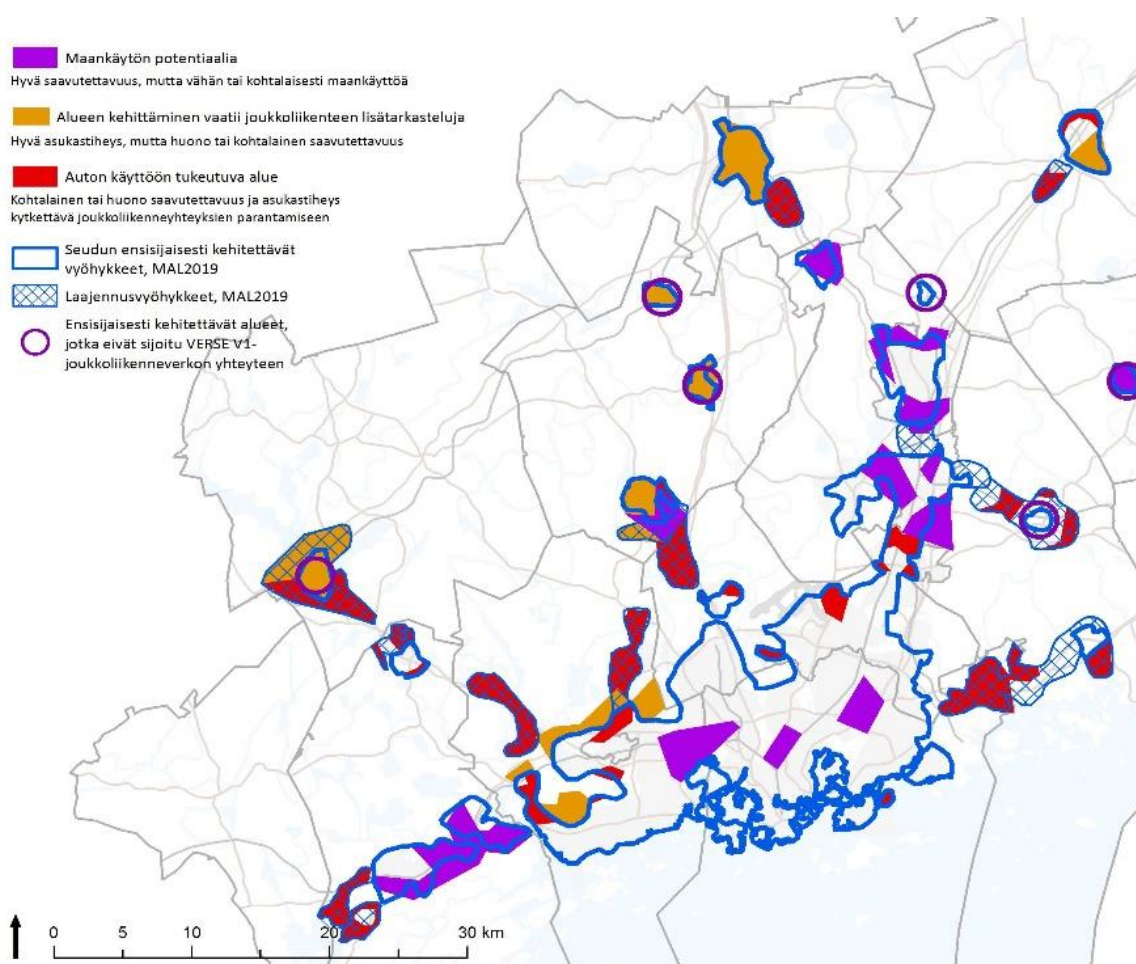 Maankäytön potentiaalia
Hyvä saavutettavuus, mutta vähän tai kohtalaisesti maankäyttöä
Alueen kehittäminen vaatii joukkoliikenteen lisätarkasteluja
Hyvä asukastiheys, mutta huono tai kohtalainen saavutettavuus
Auton käyttöön tukeutuva alue
Kohtalainen tai huono saavutettavuus ja asukastiheys
kytkettävä joukkoliikenneyhteyksien parantamiseen
Seudun ensisijaisesti kehitettävät
vyöhykkeet, MAL2019
Laajennusvyöhykkeet, MAL2019
Ensisijaisesti kehitettävät alueet,
jotka eivät sijoitu VERSE V1-
joukkoliikenneverkon yhteyteen
0 5 10 20 30 km